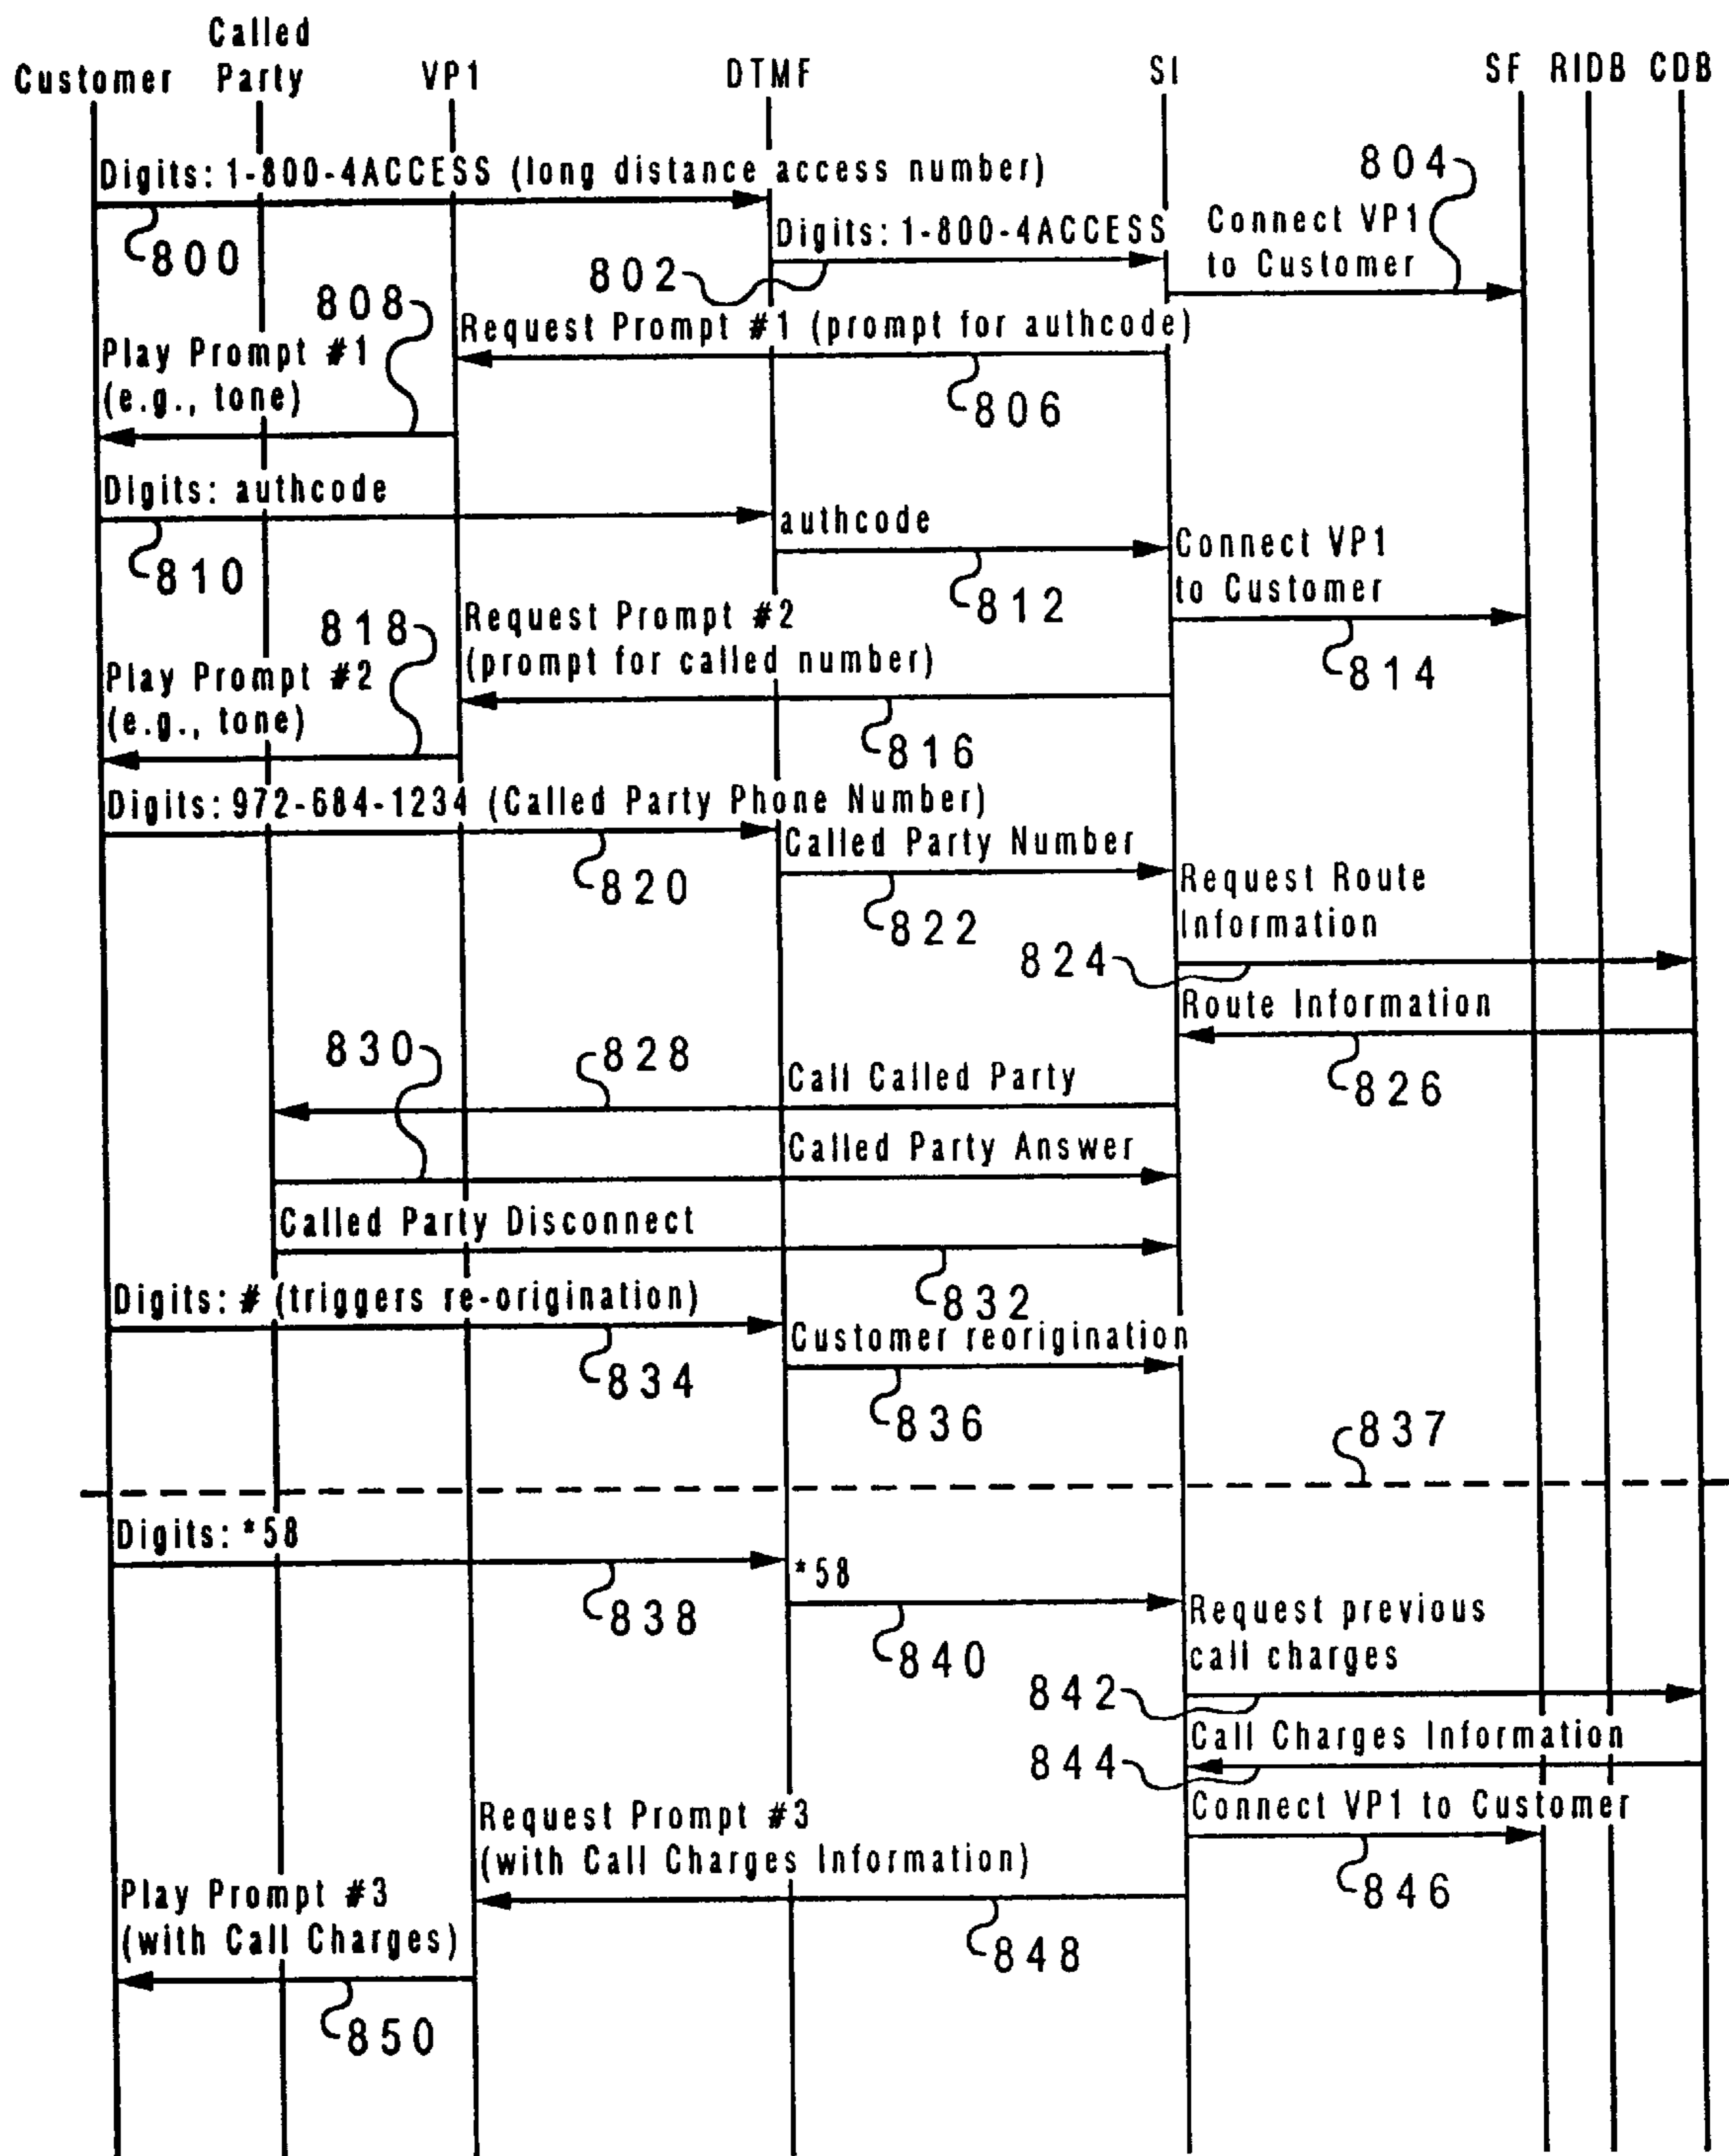 Called
Customer Party VP1 DTMF SI SF RIDB CDB
Digits: 1-800-4ACCESS (long distance access number)
800
804
Digits: 1-800-4ACCESS
802
Connect VP1
to Customer
808
Request Prompt #1 (prompt for authcode)
806
Play Prompt #1
(e.g., tone)
Digits: authcode
810
authcode
812
Connect VP1
to Customer
814
818
Request Prompt #2
(prompt for called number)
816
Play Prompt #2
(e.g., tone)
Digits: 972-684-1234 (Called Party Phone Number)
820
Called Party Number
822
Request Route
Information
824
Route Information
826
830
828
Call Called Party
Called Party Answer
Called Party Disconnect
832
Digits: # (triggers re-origination)
834
Customer reorigination
836
837
Digits: *58
838
*58
840
Request previous
call charges
842
Call Charges Information
844
Connect VP1 to Customer
846
Request Prompt #3
(with Call Charges Information)
848
Play Prompt #3
(with Call Charges)
850